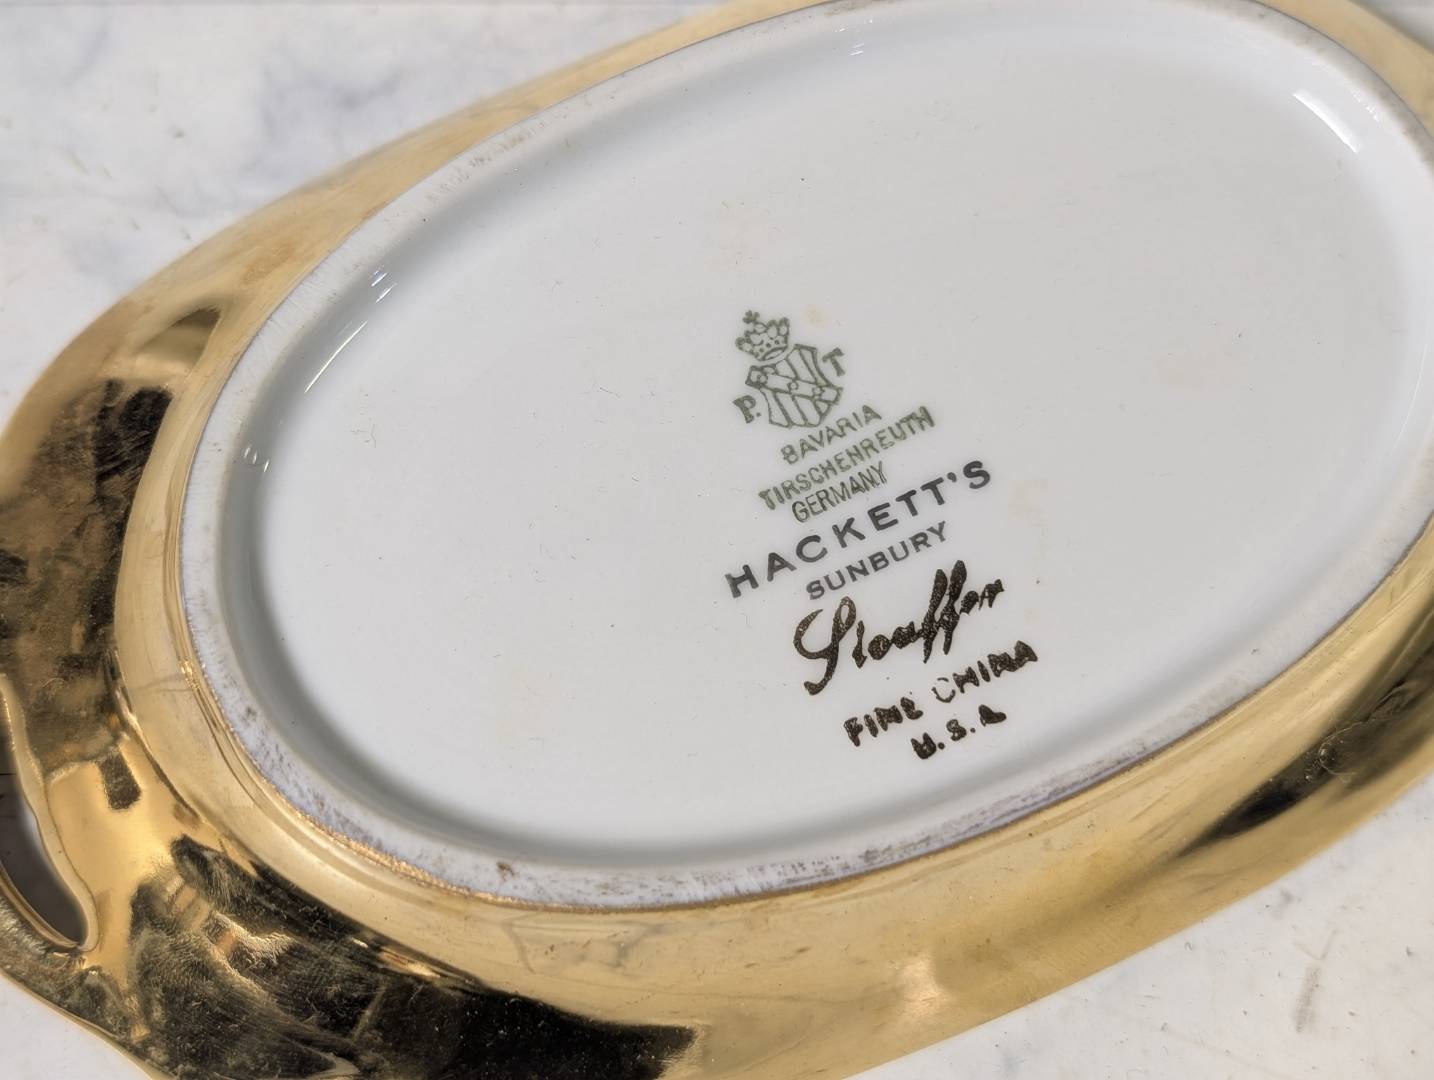 P. T
BAVARIA
TIRSCHENREUTH
GERMANY
HACKETT'S
SUNBURY
Stouffer
FINE CHINA
U.S.A